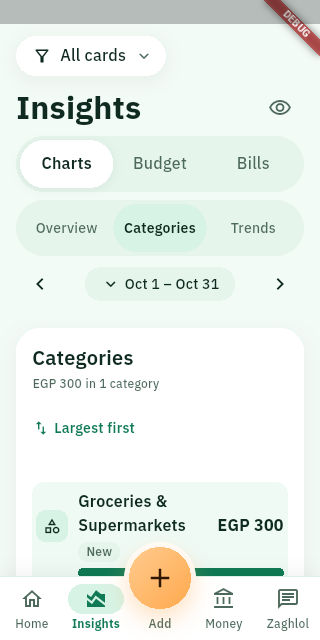 DEBUG
All cards
Insights
Charts Budget Bills
Overview Categories Trends
Oct 1 – Oct 31
Categories
EGP 300 in 1 category
Largest first
Groceries &
Supermarkets EGP 300
New
Home Insights Add Money Zaghlol